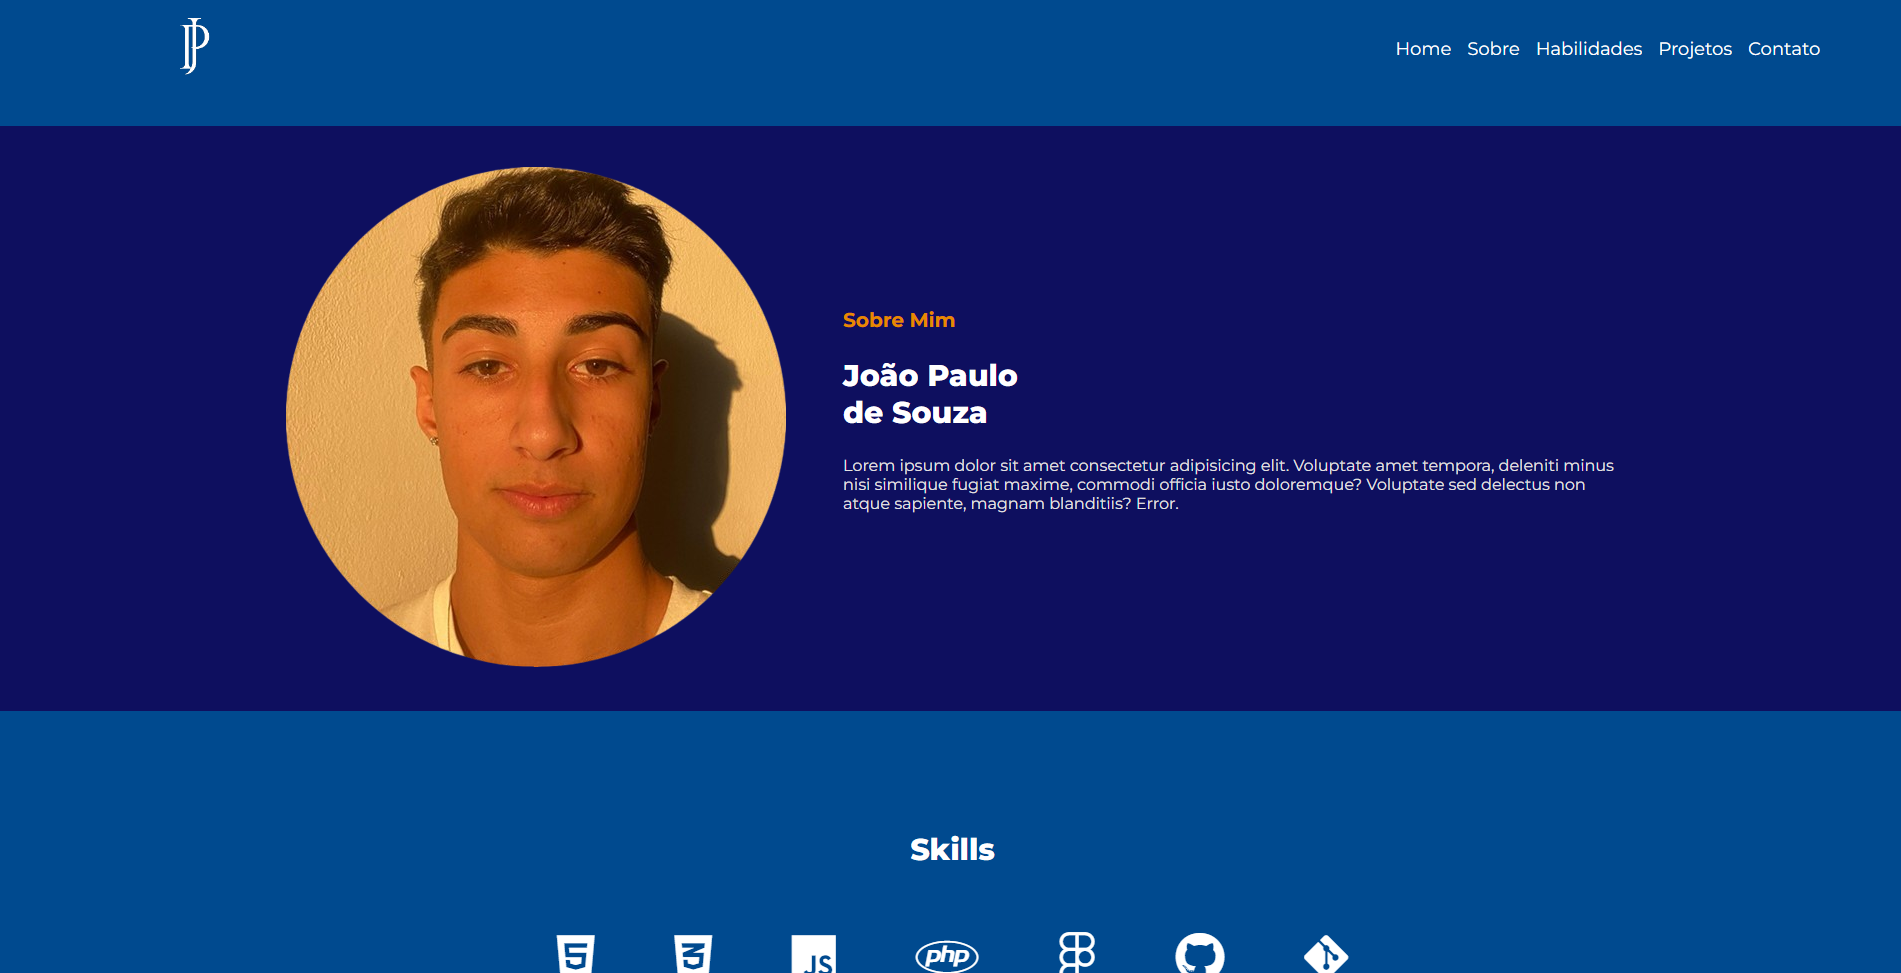 JP
Home Sobre Habilidades Projetos Contato
Sobre Mim
João Paulo
de Souza
Lorem ipsum dolor sit amet consectetur adipisicing elit. Voluptate amet tempora, deleniti minus
nisi similique fugiat maxime, commodi officia iusto doloremque? Voluptate sed delectus non
atque sapiente, magnam blanditiis? Error.
Skills
5 3 JS php